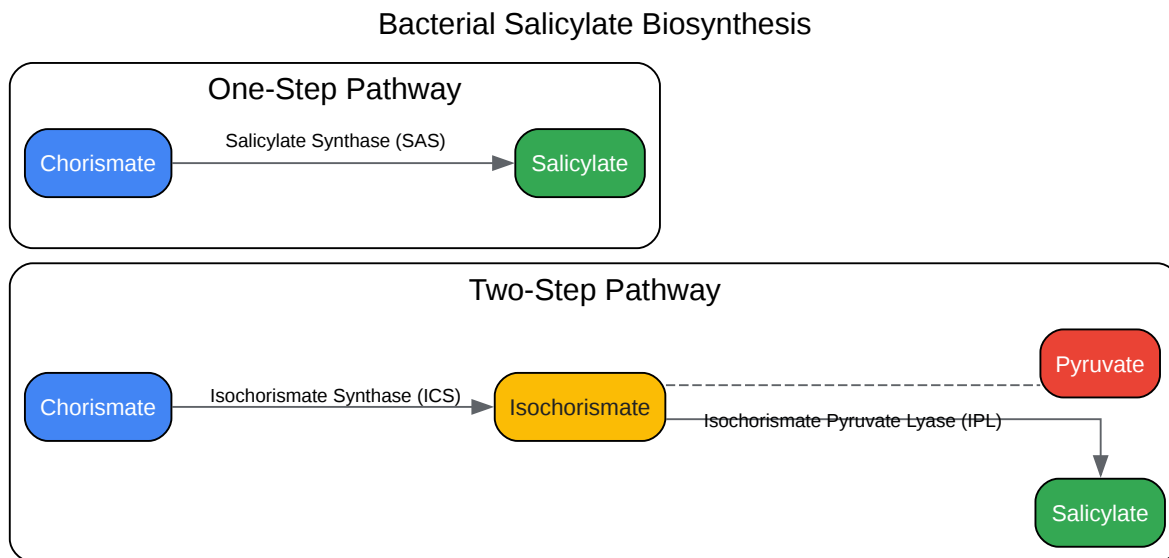 Bacterial Salicylate Biosynthesis
One-Step Pathway
Chorismate
Salicylate Synthase (SAS)
Salicylate
Two-Step Pathway
Chorismate
Isochorismate Synthase (ICS)
Isochorismate
Pyruvate
Isochorismate Pyruvate Lyase (IPL)
Salicylate